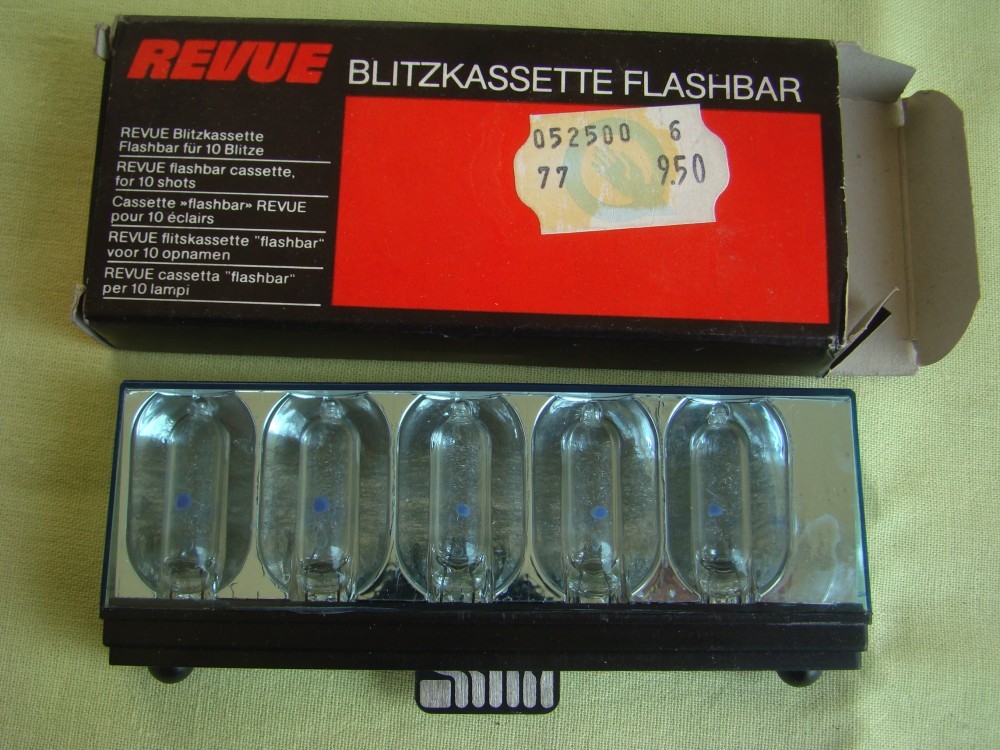 REVUE BLITZKASSETTE FLASHBAR
052500 6
77 9.50
REVUE Blitzkassette
Flashbar für 10 Blitze
REVUE flashbar cassette,
for 10 shots
Cassette »flashbar» REVUE
pour 10 éclairs
REVUE flitskassette "flashbar"
voor 10 opnamen
REVUE cassetta "flashbar"
per 10 lampi